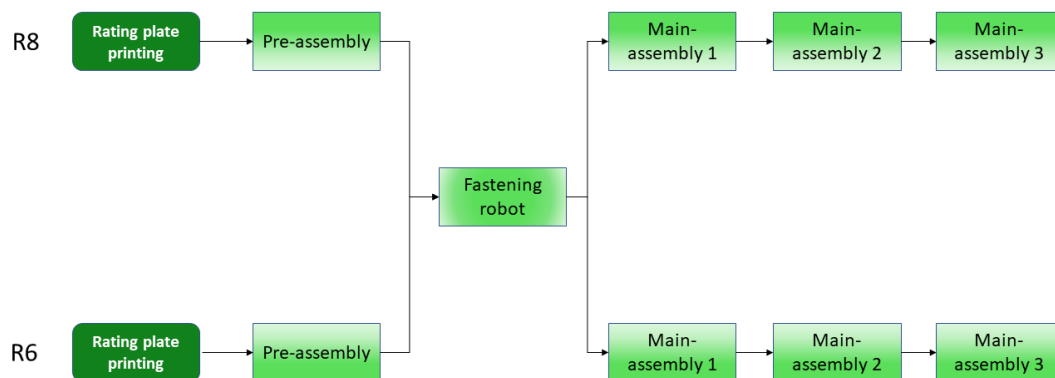 R8
Rating plate
printing
Pre-assembly
Main-
assembly 1
Main-
assembly 2
Main-
assembly 3
Fastening
robot
R6
Rating plate
printing
Pre-assembly
Main-
assembly 1
Main-
assembly 2
Main-
assembly 3